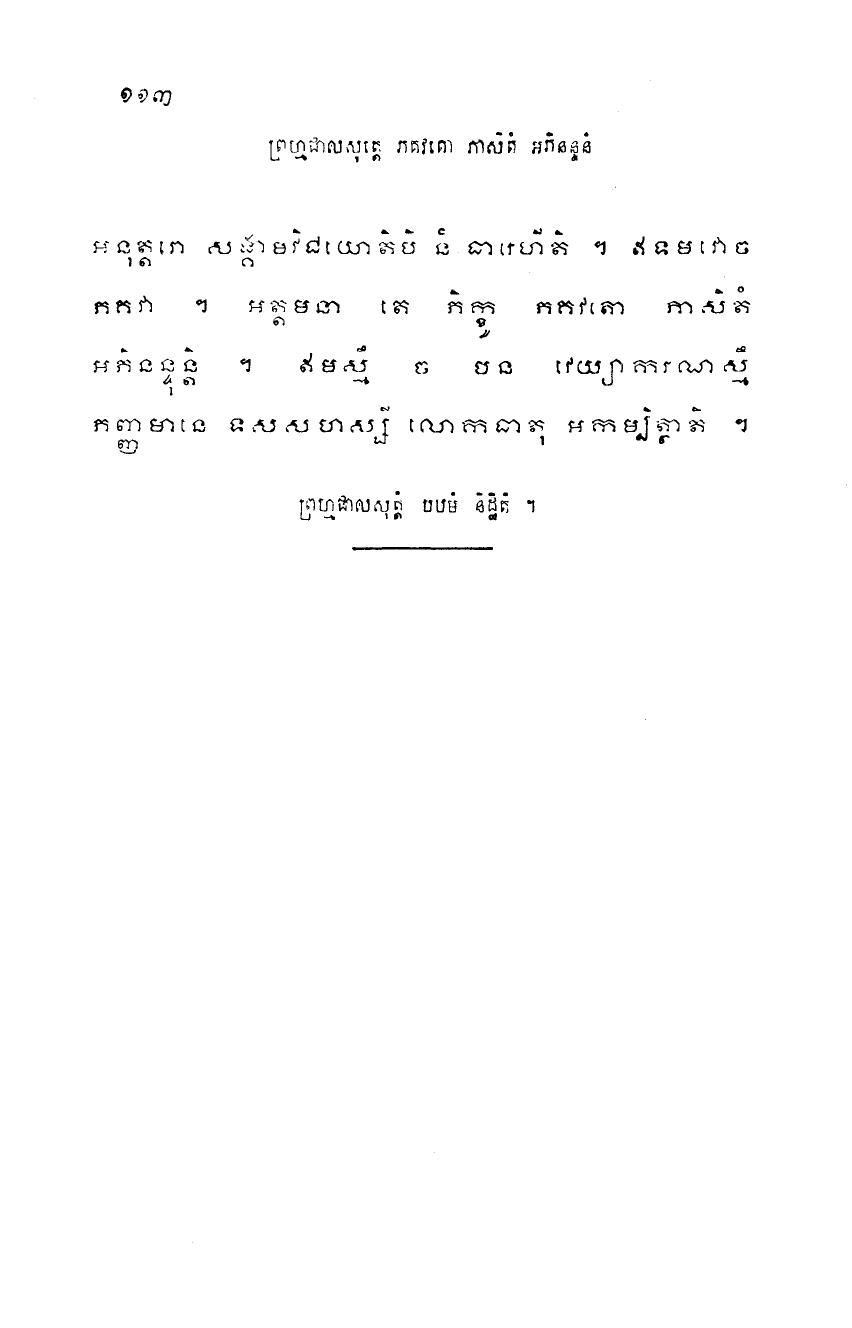 ១១៣
ព្រហ្មជាលសុត្តេ ភគវតោ ភាសិតំ អភិនន្ទនំ
អនុត្តរោ សង្គាមវិជយោតិបិ នំ ធារេហីតិ ។ ឥទមវោច
ភគវា ។ អត្តមនា តេ ភិក្ខូ ភគវតោ ភាសិតំ
អភិនន្ទុន្តិ ។ ឥមស្មឹ ច បន វេយ្យាករណស្មឹ
ភញ្ញមានេ ទសសហស្សី លោកធាតុ អកម្បិត្ថាតិ ។
ព្រហ្មជាលសុត្តំ បឋមំ និដ្ឋិតំ ។